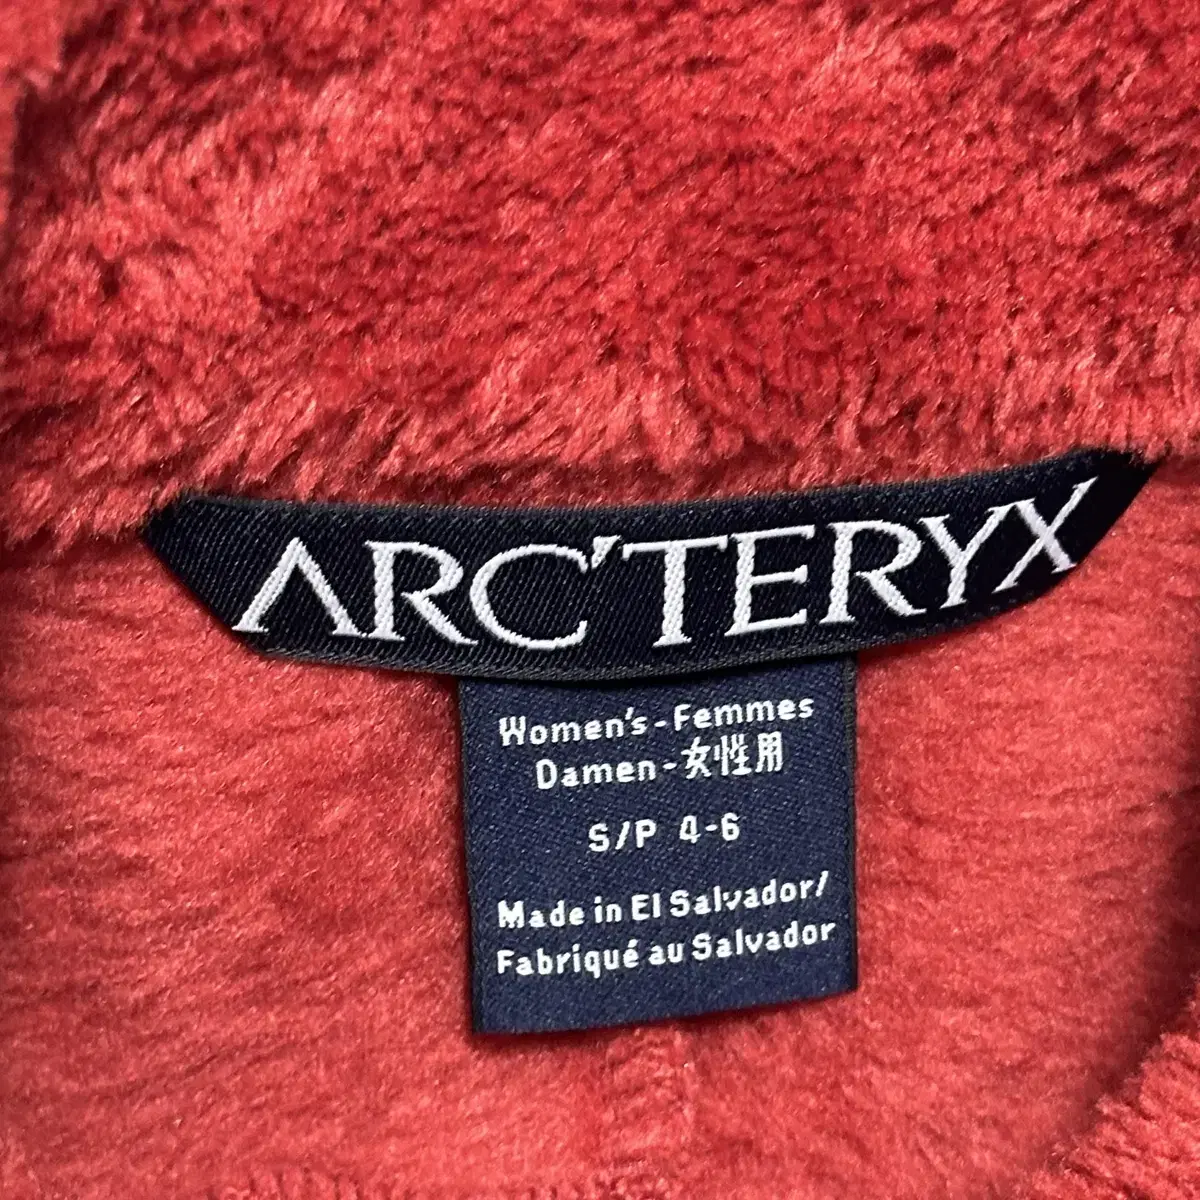 ARC'TERYX
Women's - Femmes
Damen - 女性用
S/P 4-6
Made in El Salvador/
Fabriqué au Salvador